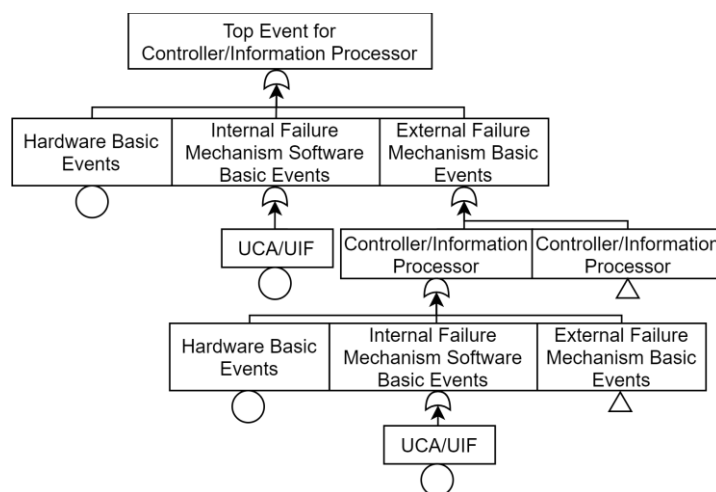 Top Event for
Controller/Information Processor
Hardware Basic
Events
Internal Failure
Mechanism Software
Basic Events
External Failure
Mechanism Basic
Events
UCA/UIF
Controller/Information
Processor
Controller/Information
Processor
Hardware Basic
Events
Internal Failure
Mechanism Software
Basic Events
External Failure
Mechanism Basic
Events
UCA/UIF